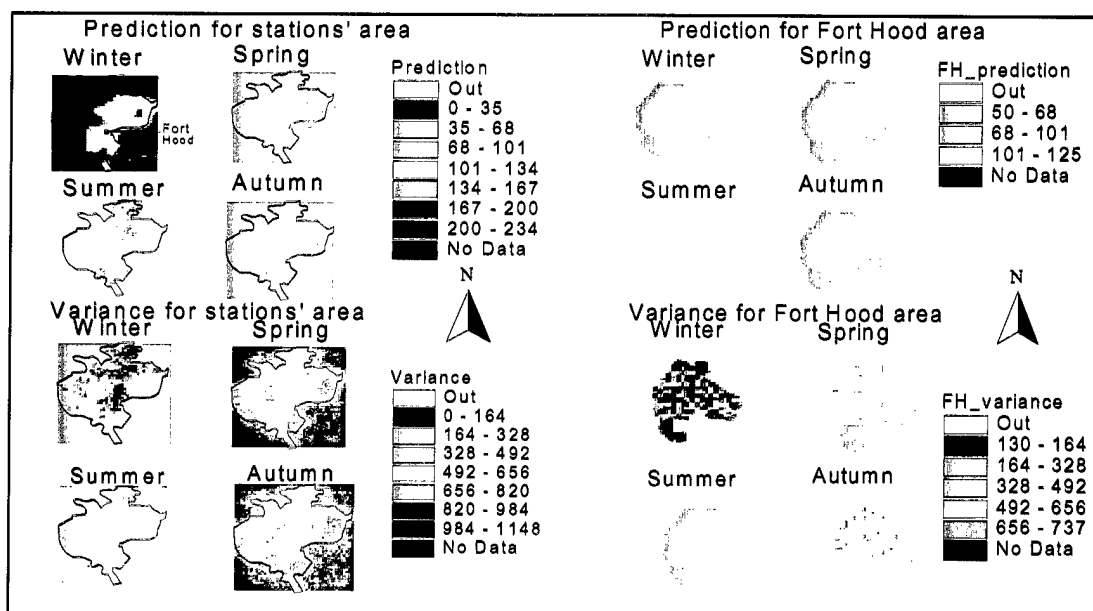 Prediction for stations' area
Winter
Spring
Fort
Hood
Summer
Autumn
Prediction
Out
0 - 35
35 - 68
68 - 101
101 - 134
134 - 167
167 - 200
200 - 234
No Data
N
Variance for stations' area
Winter
Spring
Summer
Autumn
Variance
Out
0 - 164
164 - 328
328 - 492
492 - 656
656 - 820
820 - 984
984 - 1148
No Data
Prediction for Fort Hood area
Winter
Spring
Summer
Autumn
FH_prediction
Out
50 - 68
68 - 101
101 - 125
No Data
N
Variance for Fort Hood area
Winter
Spring
Summer
Autumn
FH_variance
Out
130 - 164
164 - 328
328 - 492
492 - 656
656 - 737
No Data